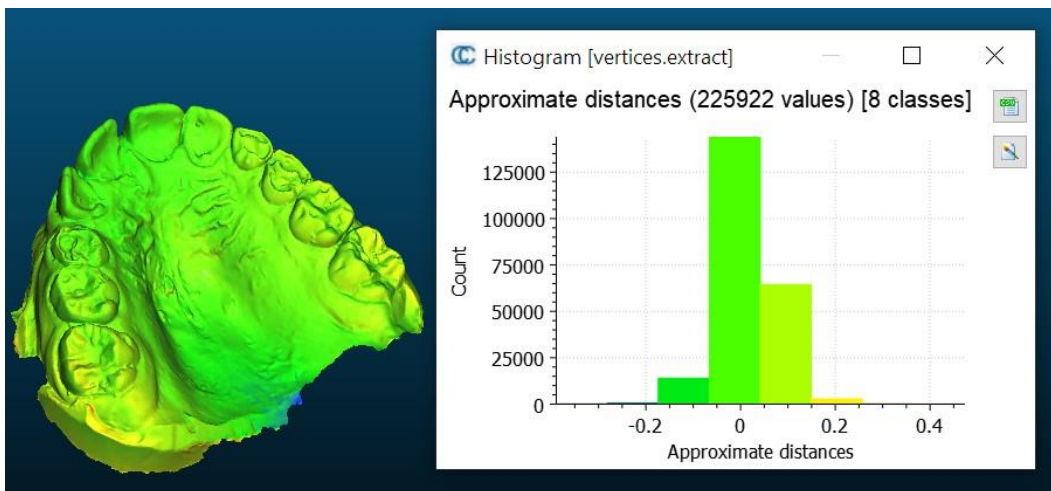 Histogram [vertices.extract]
Approximate distances (225922 values) [8 classes]
125000
100000
75000
50000
25000
0
Count
-0.2 0 0.2 0.4
Approximate distances